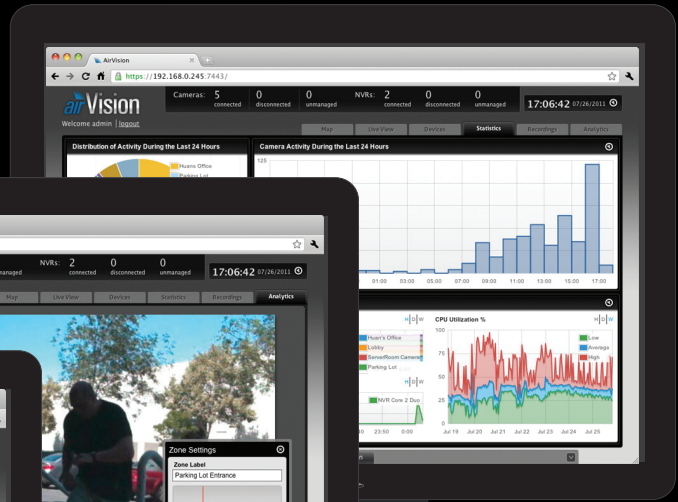 AirVision
https://192.168.0.245:7443/
airVision
Cameras: 5 connected 0 disconnected 0 unmanaged NVRs: 2 connected 0 disconnected 0 unmanaged 17:06:42 07/26/2011
Welcome admin | logout
Map Live View Devices Statistics Recordings Analytics
Distribution of Activity During the Last 24 Hours
Huans Office
Parking Lot
Camera Activity During the Last 24 Hours
125
01:00 03:00 05:00 07:00 09:00 11:00 13:00 15:00 17:00
H D W
Huan's Office
Lobby
ServerRoom Camera
Parking Lot
H D W
NVR Core 2 Duo
23:50 0:00
CPU Utilization % H D W
100
75
50
25
0
Low
Average
High
Jul 19 Jul 20 Jul 21 Jul 22 Jul 23 Jul 24 Jul 25
NVRs: 2 connected 0 disconnected 0 unmanaged 17:06:42 07/26/2011
Map Live View Devices Statistics Recordings Analytics
Zone Settings
Zone Label
Parking Lot Entrance